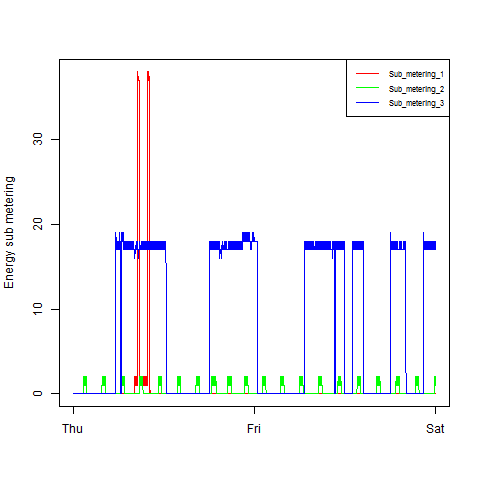 Sub_metering_1
Sub_metering_2
Sub_metering_3
Energy sub metering
30
20
10
0
Thu
Fri
Sat